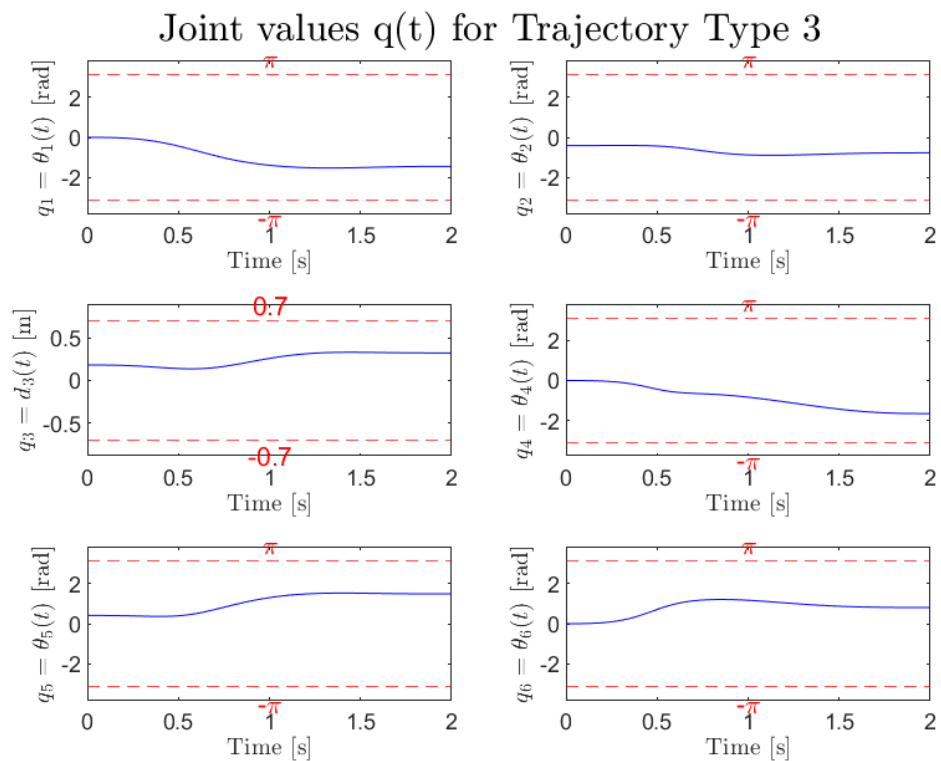 Joint values q(t) for Trajectory Type 3
π
2
0
-2
-π
q₁ = θ₁(t) [rad]
0 0.5 1 1.5 2
Time [s]
π
2
0
-2
-π
q₂ = θ₂(t) [rad]
0 0.5 1 1.5 2
Time [s]
0.7
0.5
0
-0.5
-0.7
q₃ = d₃(t) [m]
0 0.5 1 1.5 2
Time [s]
π
2
0
-2
-π
q₄ = θ₄(t) [rad]
0 0.5 1 1.5 2
Time [s]
π
2
0
-2
-π
q₅ = θ₅(t) [rad]
0 0.5 1 1.5 2
Time [s]
π
2
0
-2
-π
q₆ = θ₆(t) [rad]
0 0.5 1 1.5 2
Time [s]